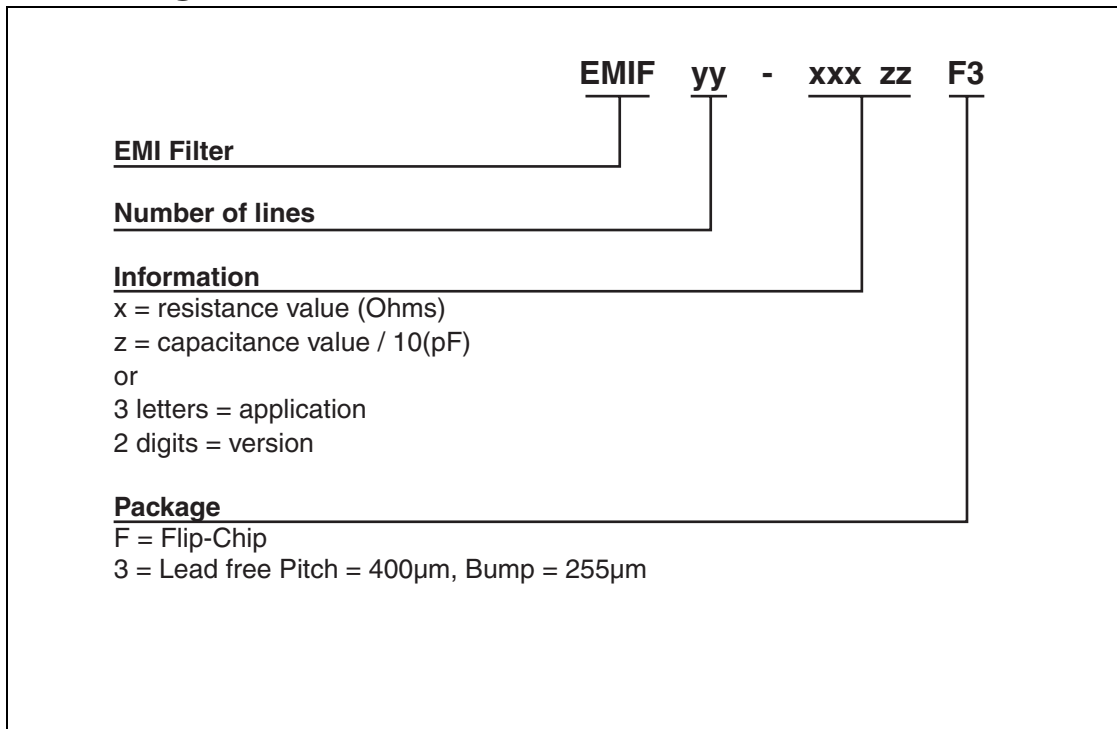 EMIF yy - xxx zz F3
EMI Filter
Number of lines
Information
x = resistance value (Ohms)
z = capacitance value / 10(pF)
or
3 letters = application
2 digits = version
Package
F = Flip-Chip
3 = Lead free Pitch = 400µm, Bump = 255µm